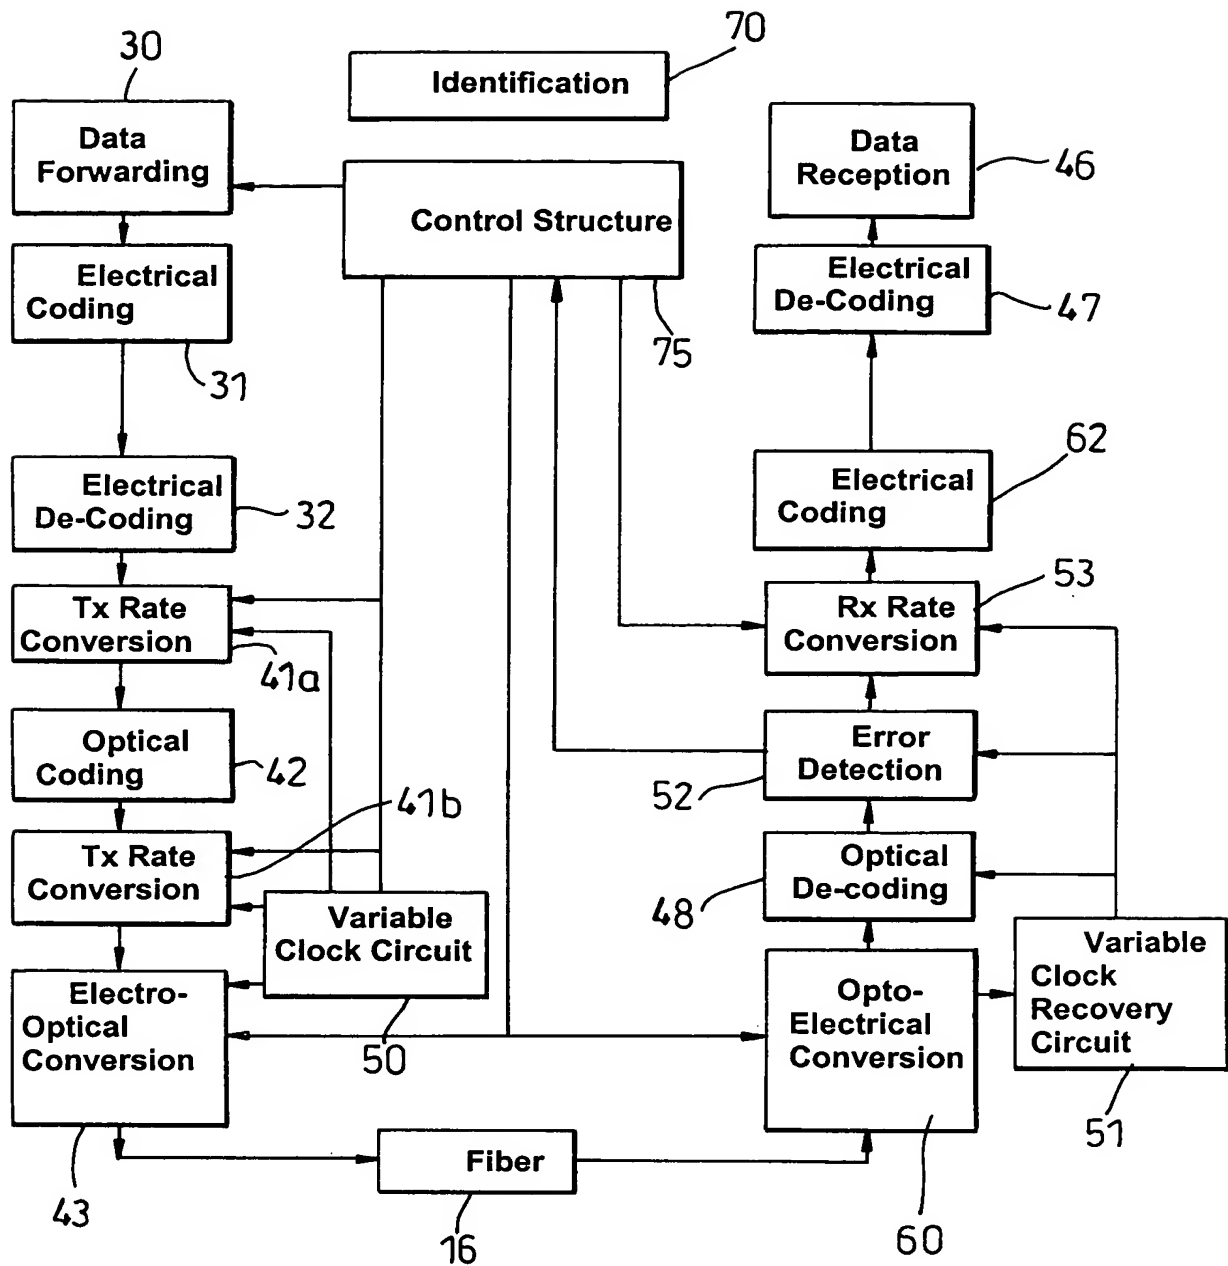 70
Identification
30
Data
Forwarding
Control Structure
75
Data
Reception
46
Electrical
Coding
31
Electrical
De-Coding
47
Electrical
De-Coding
32
Electrical
Coding
62
Tx Rate
Conversion
41a
Rx Rate
Conversion
53
Optical
Coding
42
Error
Detection
52
Tx Rate
Conversion
41b
Optical
De-coding
48
Variable
Clock Circuit
50
Electro-
Optical
Conversion
43
Opto-
Electrical
Conversion
60
Variable
Clock
Recovery
Circuit
51
Fiber
16